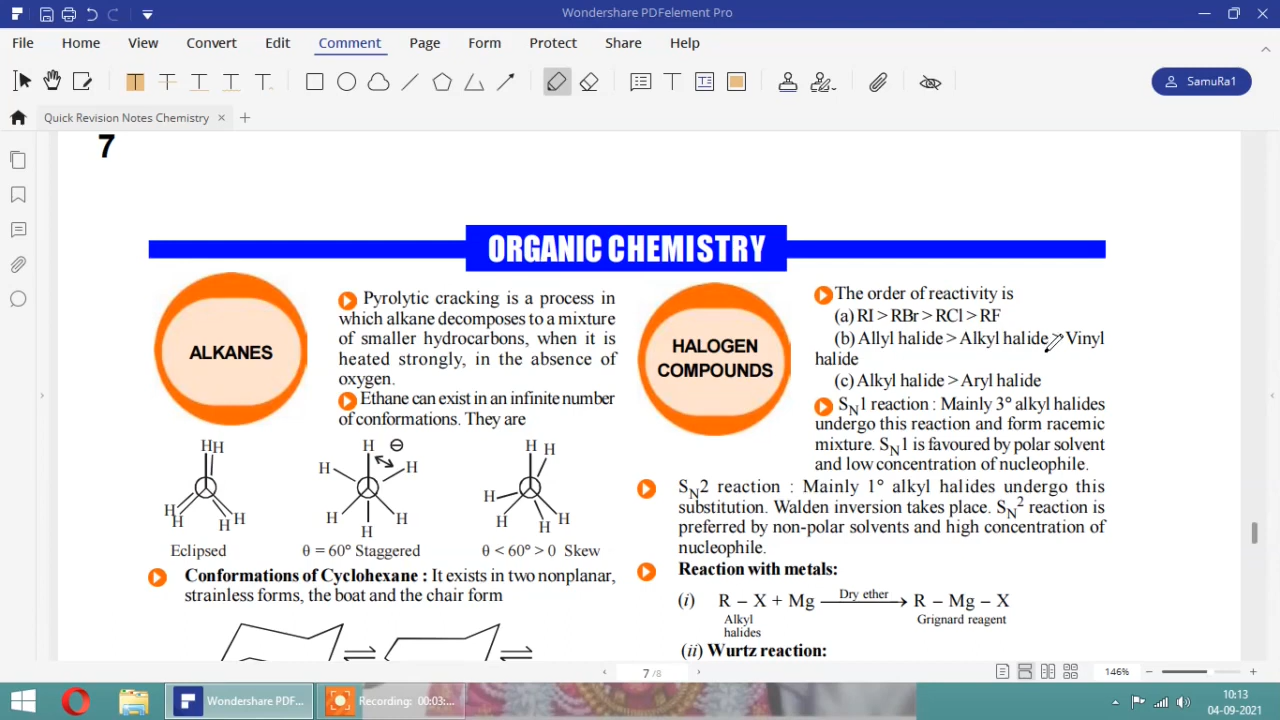 Wondershare PDFelement Pro
File Home View Convert Edit Comment Page Form Protect Share Help
SamuRa1
Quick Revision Notes Chemistry
7
ORGANIC CHEMISTRY
ALKANES
Pyrolytic cracking is a process in
which alkane decomposes to a mixture
of smaller hydrocarbons, when it is
heated strongly, in the absence of
oxygen.
Ethane can exist in an infinite number
of conformations. They are
HH
H
H
H
H
Eclipsed
H ⊖
H H
H H
H
θ = 60° Staggered
H H
H
H H H
θ < 60° > 0 Skew
Conformations of Cyclohexane : It exists in two nonplanar,
strainless forms, the boat and the chair form
HALOGEN
COMPOUNDS
The order of reactivity is
(a) RI > RBr > RCl > RF
(b) Allyl halide > Alkyl halide > Vinyl
halide
(c) Alkyl halide > Aryl halide
SN1 reaction : Mainly 3° alkyl halides
undergo this reaction and form racemic
mixture. SN1 is favoured by polar solvent
and low concentration of nucleophile.
SN2 reaction : Mainly 1° alkyl halides undergo this
substitution. Walden inversion takes place. SN2 reaction is
preferred by non-polar solvents and high concentration of
nucleophile.
Reaction with metals:
(i) R – X + Mg Dry ether → R – Mg – X
Alkyl Grignard reagent
halides
(ii) Wurtz reaction:
7 /8
146%
Wondershare PDF... Recording: 00:03:...
10:13
04-09-2021